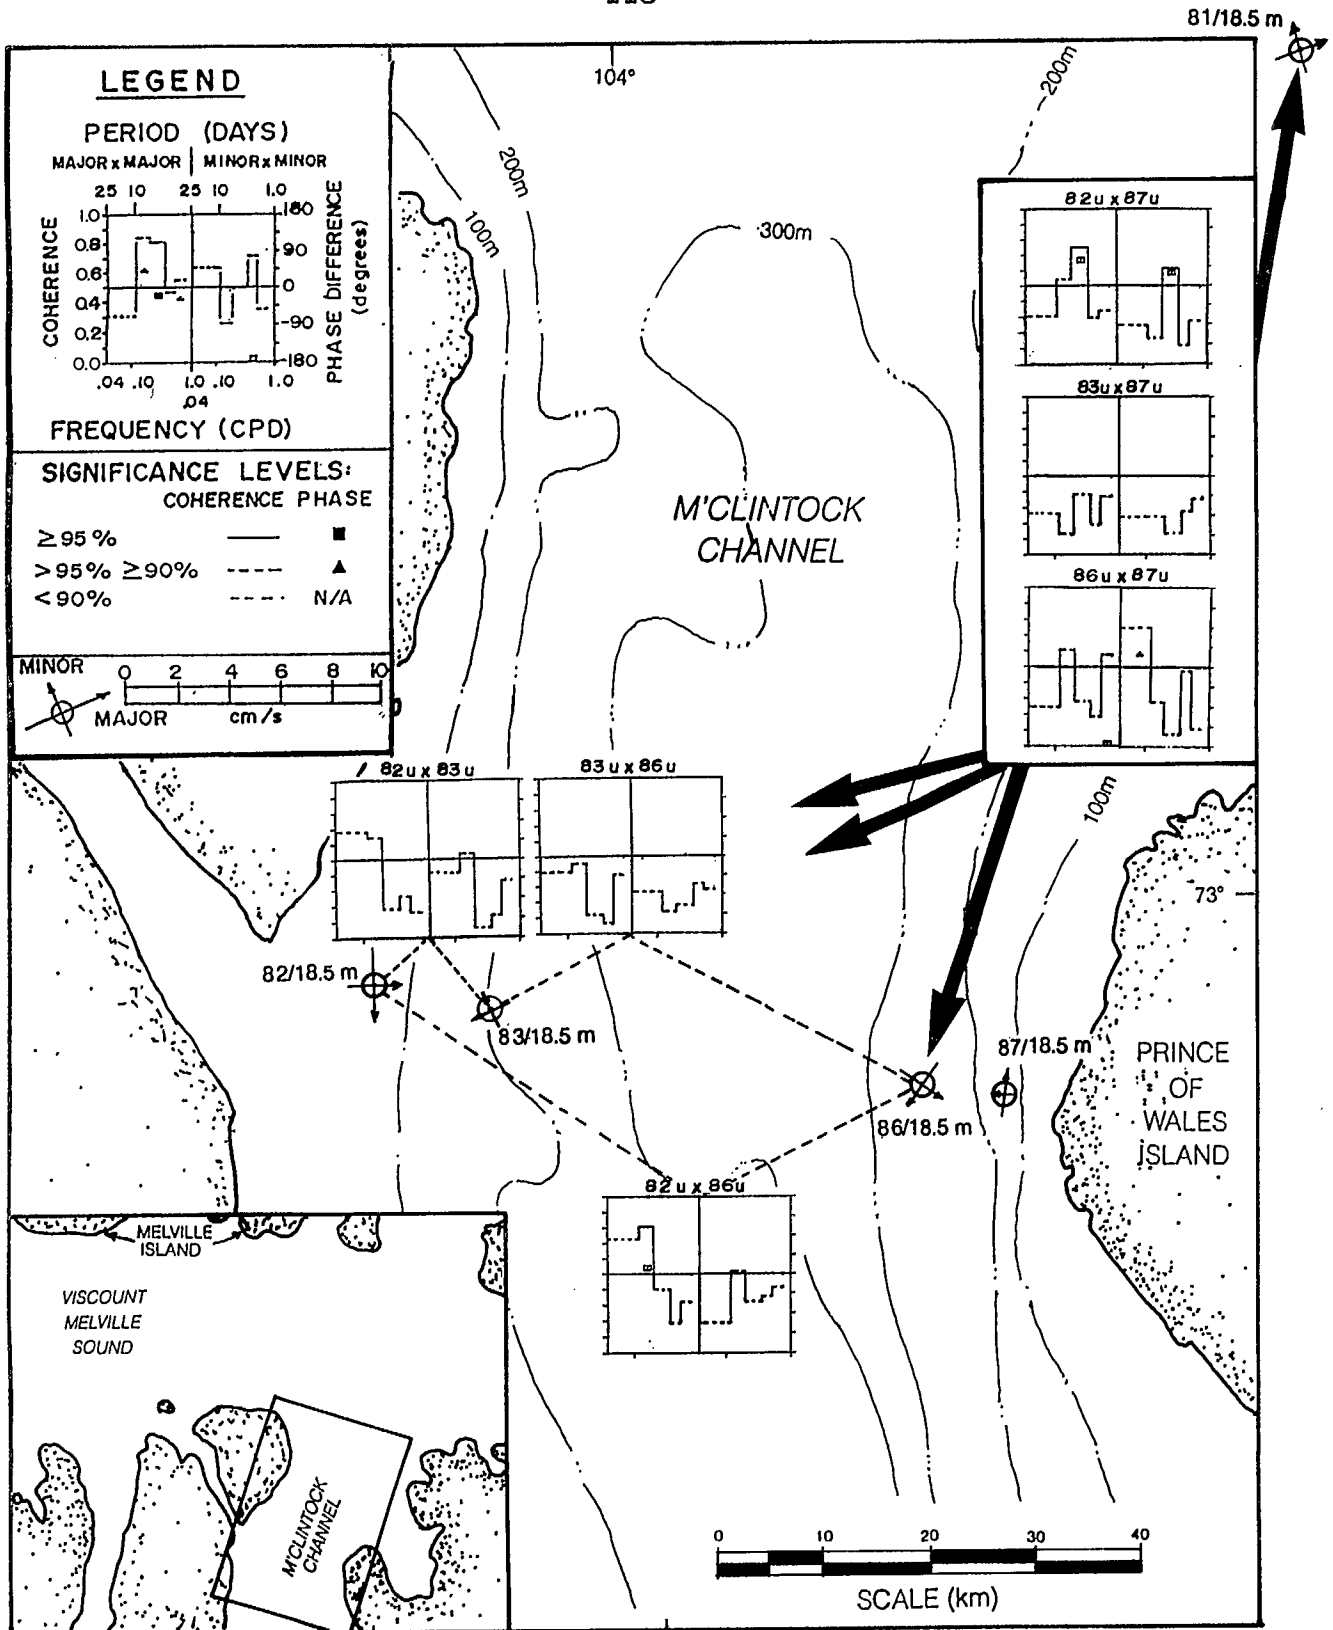 81/18.5 m
LEGEND
PERIOD (DAYS)
MAJOR x MAJOR | MINOR x MINOR
25 10 25 10 1.0
COHERENCE
1.0
0.8
0.6
0.4
0.2
0.0
180
90
0
-90
-180
PHASE DIFFERENCE
(degrees)
.04 .10 1.0 .10 1.0
.04
FREQUENCY (CPD)
SIGNIFICANCE LEVELS:
COHERENCE PHASE
≥95%
>95% ≥90%
<90% N/A
MINOR
MAJOR
0 2 4 6 8 10
cm/s
104°
200m
100m
300m
200m
M'CLINTOCK
CHANNEL
82u x 87u
83u x 87u
86u x 87u
82u x 83u
83u x 86u
100m
73°
82/18.5 m
83/18.5 m
86/18.5 m
87/18.5 m
PRINCE
OF
WALES
ISLAND
82u x 86u
MELVILLE
ISLAND
VISCOUNT
MELVILLE
SOUND
M'CLINTOCK
CHANNEL
0 10 20 30 40
SCALE (km)